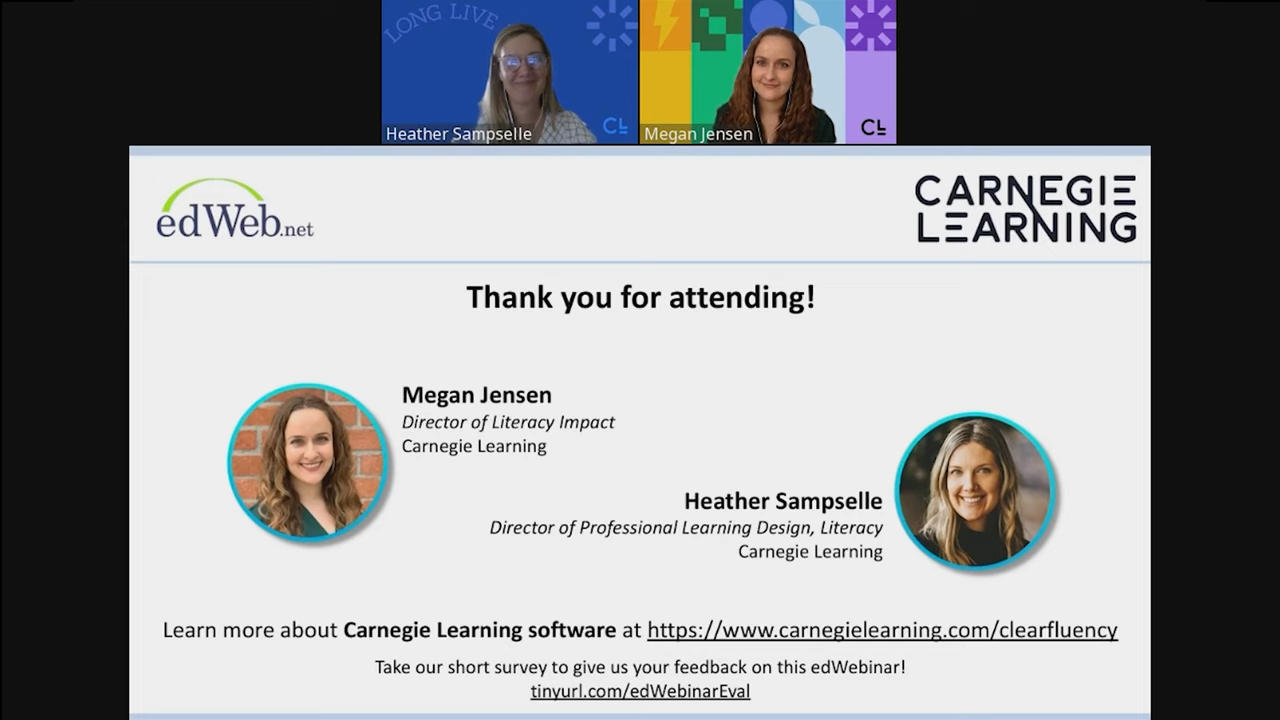 LONG LIVE
CL
CL
Heather Sampselle
Megan Jensen
edWeb.net
CARNEGIE
LEARNING
Thank you for attending!
Megan Jensen
Director of Literacy Impact
Carnegie Learning
Heather Sampselle
Director of Professional Learning Design, Literacy
Carnegie Learning
Learn more about Carnegie Learning software at https://www.carnegielearning.com/clearfluency
Take our short survey to give us your feedback on this edWebinar!
tinyurl.com/edWebinarEval